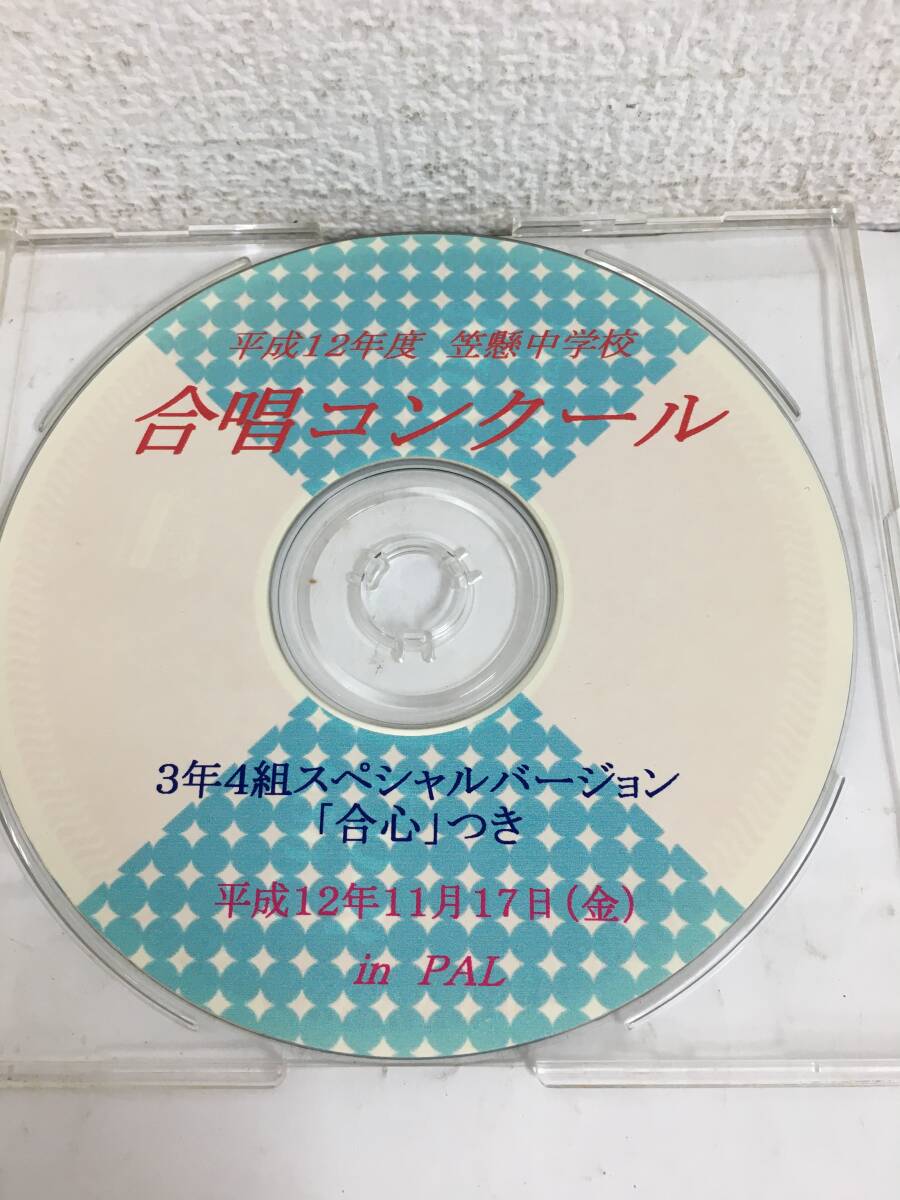 平成12年度 笠懸中学校
合唱コンクール
3年4組スペシャルバージョン
「合心」つき
平成12年11月17日(金)
in PAL